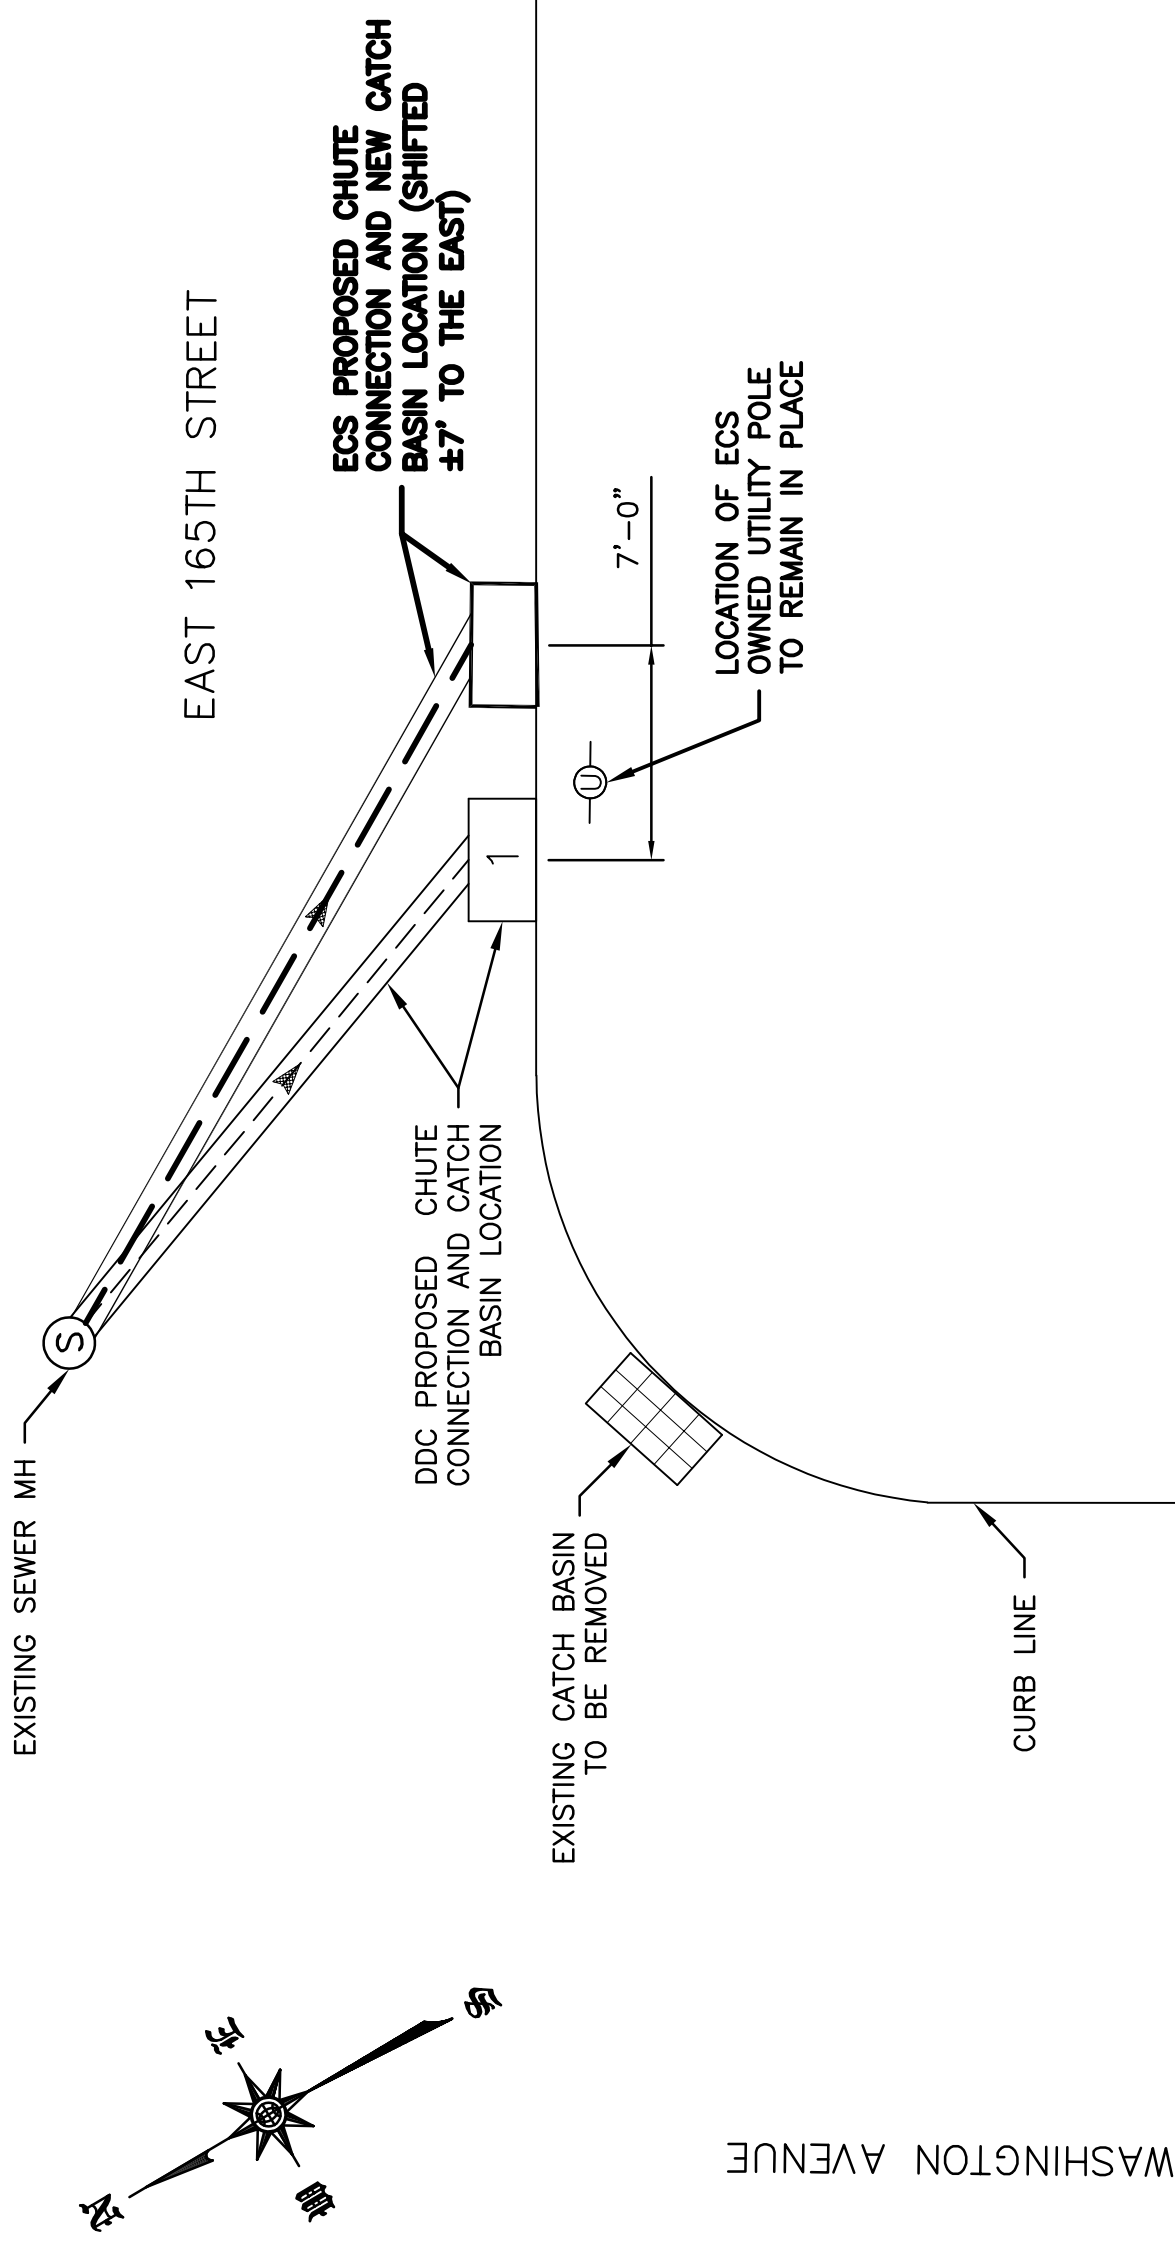 EAST 165TH STREET
ECS PROPOSED CHUTE
CONNECTION AND NEW CATCH
BASIN LOCATION (SHIFTED
±7' TO THE EAST)
EXISTING SEWER MH
S
DDC PROPOSED CHUTE
CONNECTION AND CATCH
BASIN LOCATION
1
U
7'-0"
LOCATION OF ECS
OWNED UTILITY POLE
TO REMAIN IN PLACE
EXISTING CATCH BASIN
TO BE REMOVED
CURB LINE
N
E
S
W
WASHINGTON AVENUE